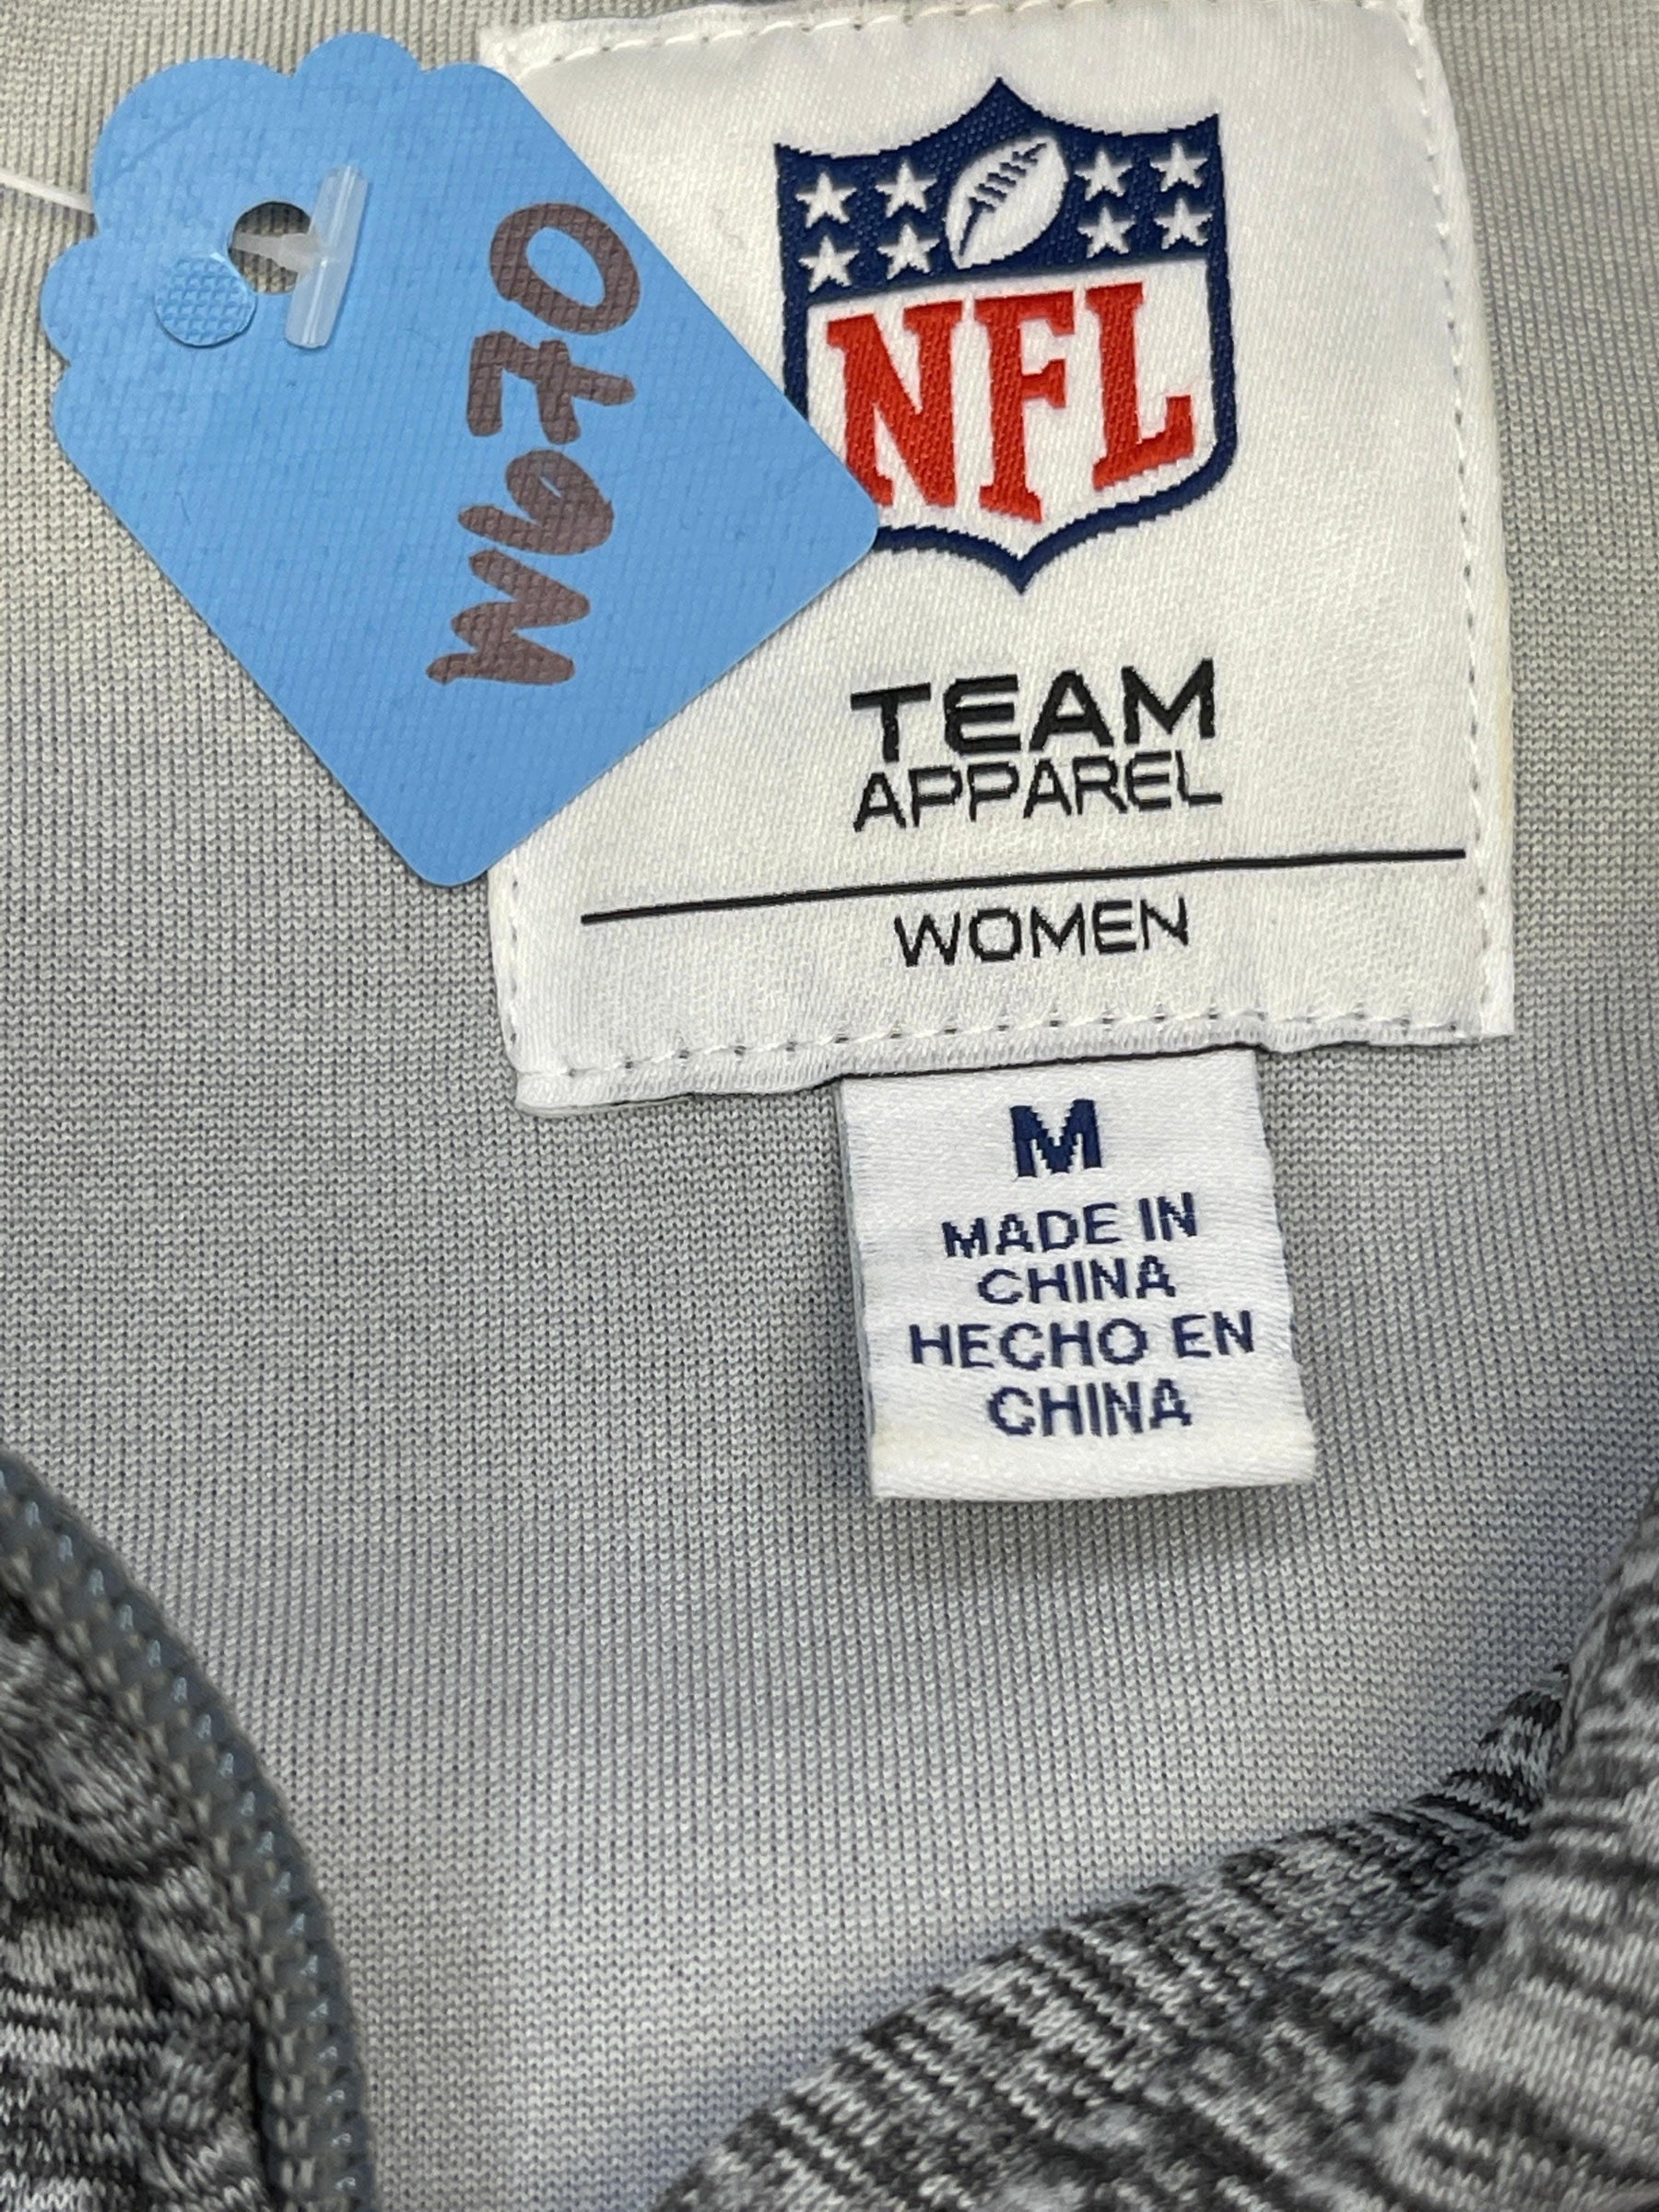 W670
NFL
TEAM
APPAREL
WOMEN
M
MADE IN
CHINA
HECHO EN
CHINA